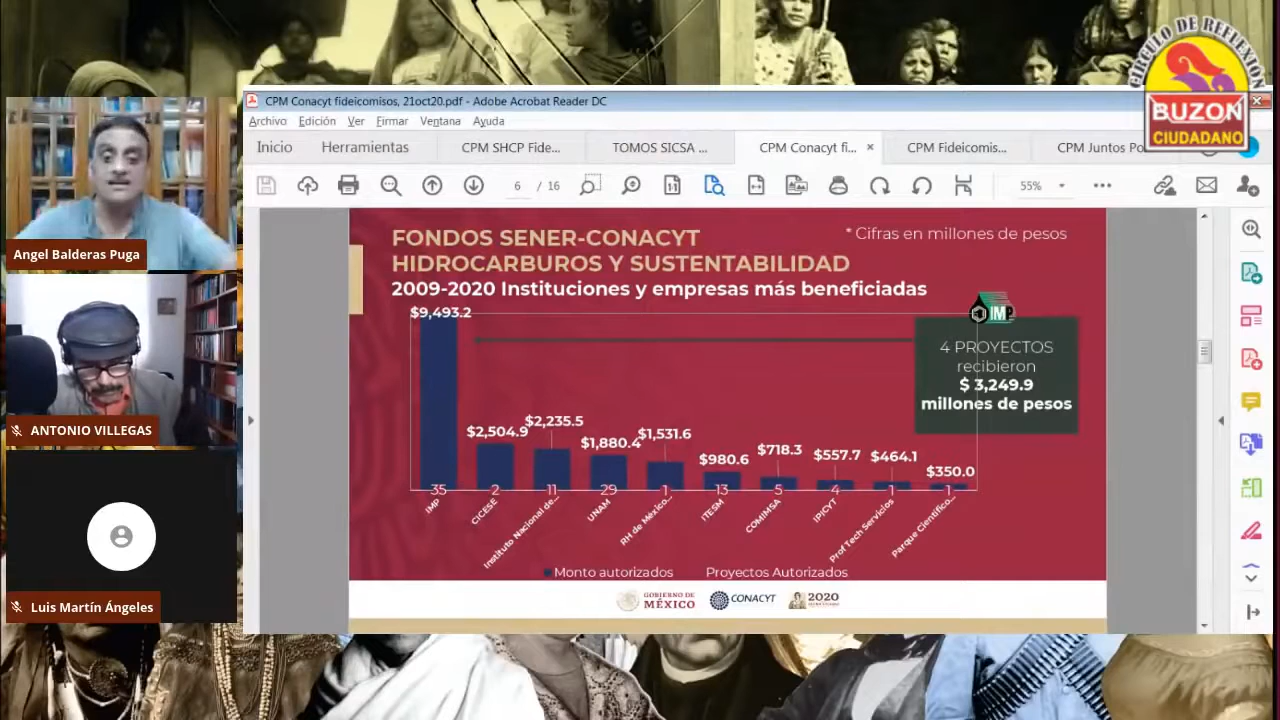 CÍRCULO DE REFLEXIÓN
BUZON
CIUDADANO
CPM Conacyt fideicomisos, 21oct20.pdf - Adobe Acrobat Reader DC
Archivo Edición Ver Firmar Ventana Ayuda
Inicio Herramientas CPM SHCP Fide... TOMOS SICSA ... CPM Conacyt fi... × CPM Fideicomis... CPM Juntos Po
6 / 16 55%
FONDOS SENER-CONACYT
HIDROCARBUROS Y SUSTENTABILIDAD
2009-2020 Instituciones y empresas más beneficiadas
* Cifras en millones de pesos
IMP
4 PROYECTOS
recibieron
$ 3,249.9
millones de pesos
$9,493.2
$2,504.9
$2,235.5
$1,880.4
$1,531.6
$980.6
$718.3
$557.7
$464.1
$350.0
35 2 11 29 1 13 5 4 1 1
IMP
CICESE
Instituto Nacional de...
UNAM
RH de México...
ITESM
COMIMSA
IPICYT
Prof Tech Servicios
Parque Científico...
Monto autorizados Proyectos Autorizados
GOBIERNO DE
MÉXICO
CONACYT
2020
Angel Balderas Puga
ANTONIO VILLEGAS
Luis Martín Ángeles